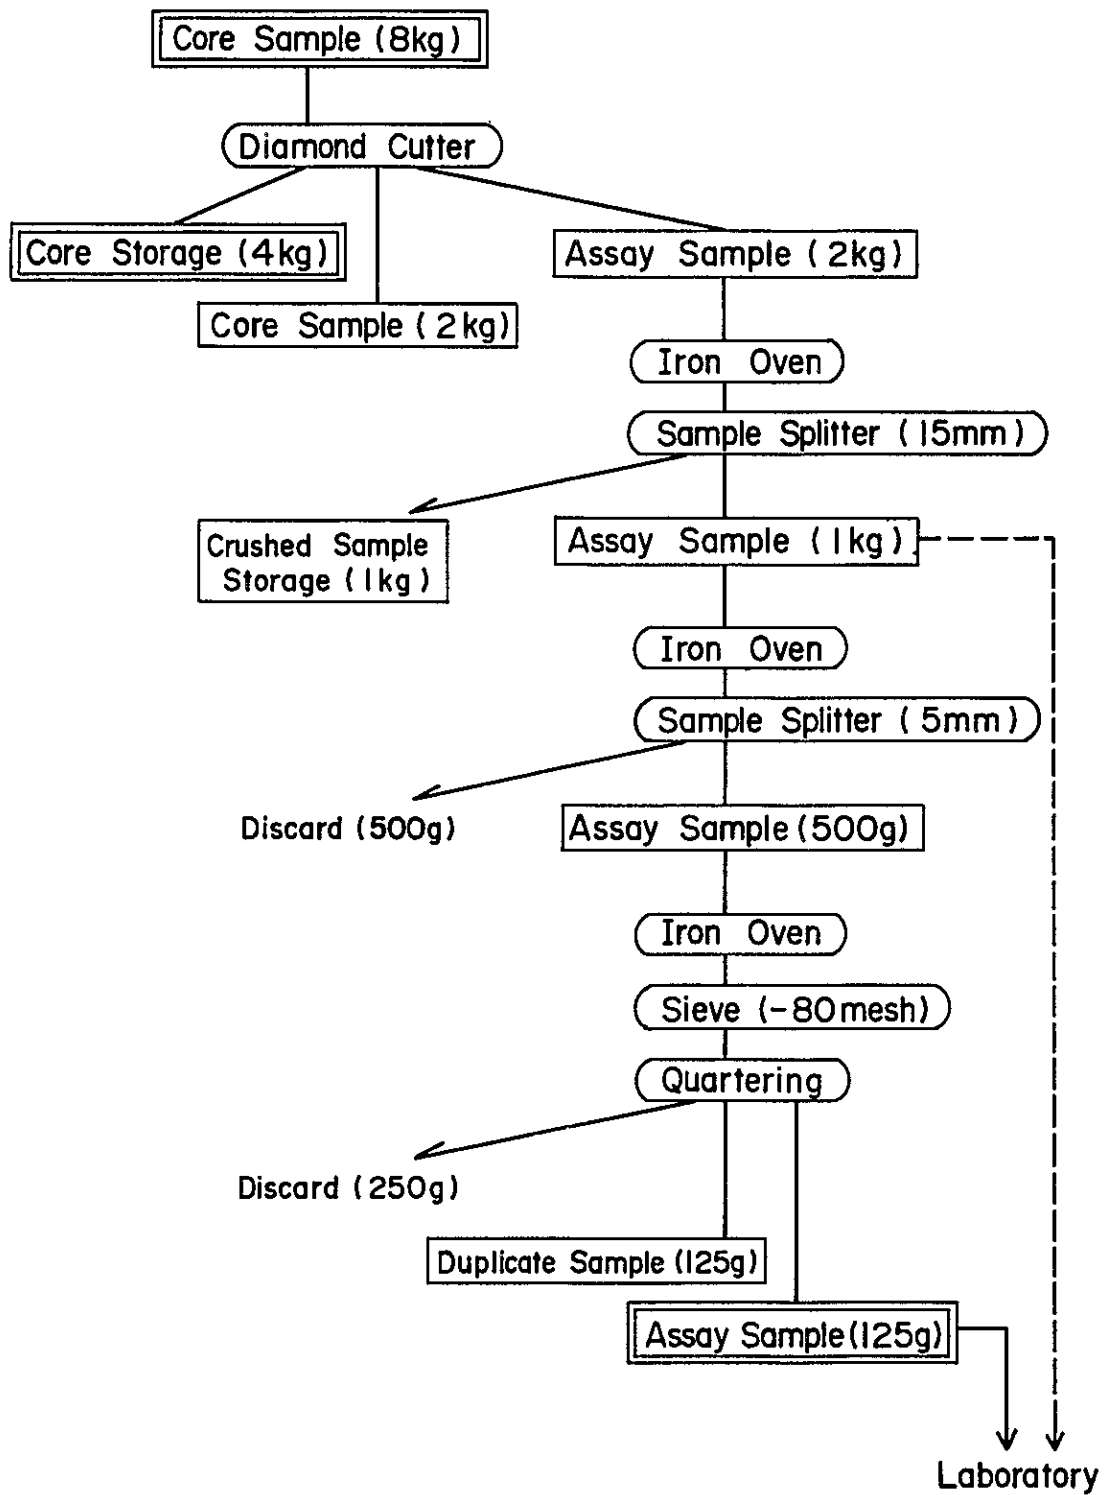 Core Sample (8kg)
Diamond Cutter
Core Storage (4kg)
Assay Sample (2kg)
Core Sample (2kg)
Iron Oven
Sample Splitter (15mm)
Crushed Sample
Storage (1kg)
Assay Sample (1kg)
Iron Oven
Sample Splitter (5mm)
Discard (500g)
Assay Sample (500g)
Iron Oven
Sieve (-80mesh)
Quartering
Discard (250g)
Duplicate Sample (125g)
Assay Sample (125g)
Laboratory